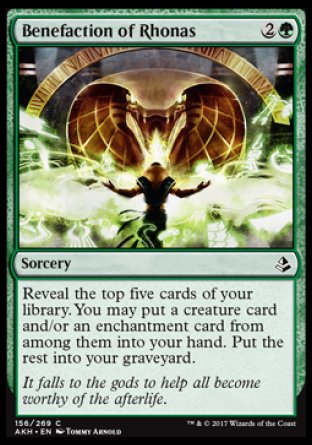 Benefaction of Rhonas 2
Sorcery
Reveal the top five cards of your
library. You may put a creature card
and/or an enchantment card from
among them into your hand. Put the
rest into your graveyard.
It falls to the gods to help all become
worthy of the afterlife.
156/269 C
AKH • EN Tommy Arnold
™ & © 2017 Wizards of the Coast